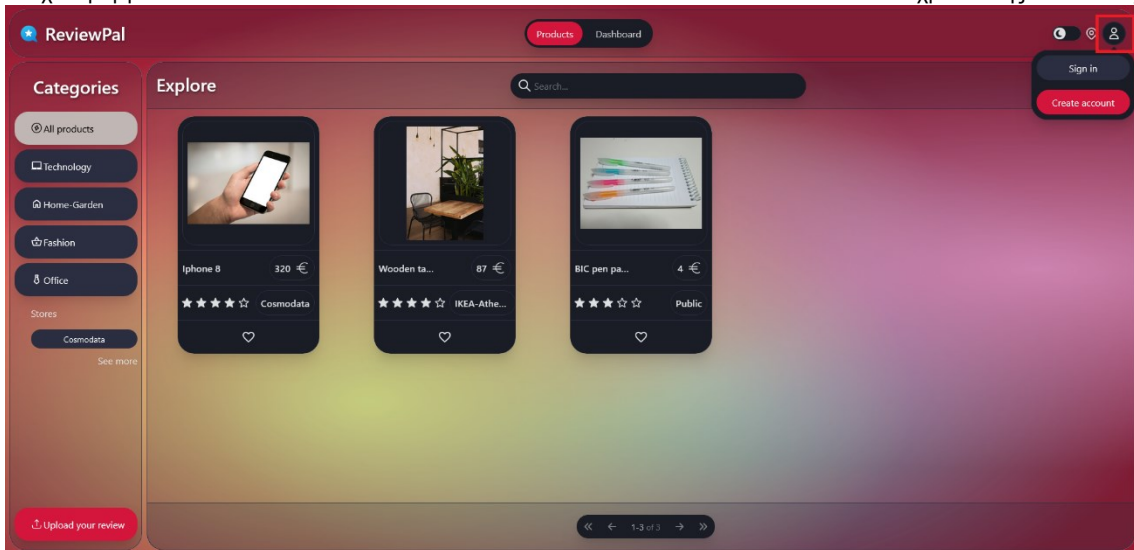 ReviewPal
Products Dashboard
Sign in
Create account
Categories
All products
Technology
Home-Garden
Fashion
Office
Stores
Cosmodata
See more
Upload your review
Explore
Search...
Iphone 8 320 €
Cosmodata
Wooden ta... 87 €
IKEA-Athe...
BIC pen pa... 4 €
Public
1-3 of 3